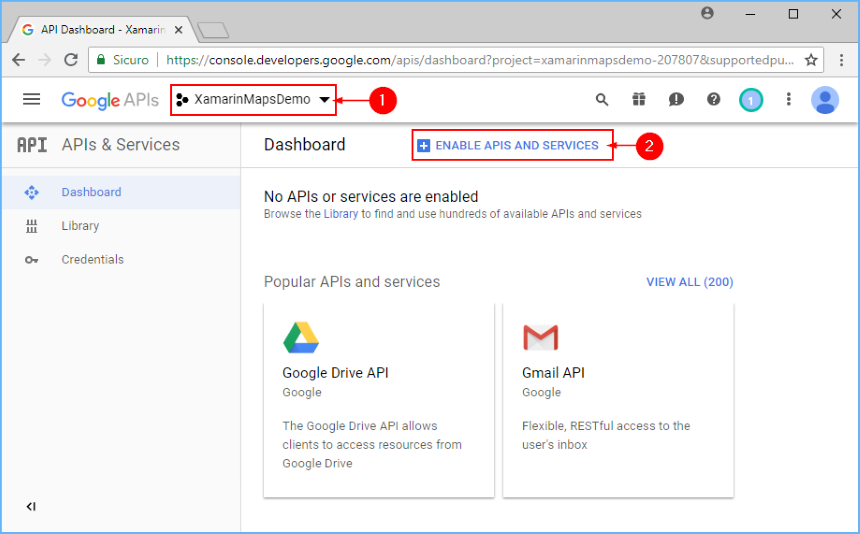 API Dashboard - Xamarin
Sicuro
https://console.developers.google.com/apis/dashboard?project=xamarinmapsdemo-207807&supportedpu...
Google APIs
XamarinMapsDemo
1
1
API
APIs & Services
Dashboard
ENABLE APIS AND SERVICES
2
Dashboard
Library
Credentials
No APIs or services are enabled
Browse the Library to find and use hundreds of available APIs and services
Popular APIs and services
VIEW ALL (200)
Google Drive API
Google
The Google Drive API allows
clients to access resources from
Google Drive
Gmail API
Google
Flexible, RESTful access to the
user's inbox